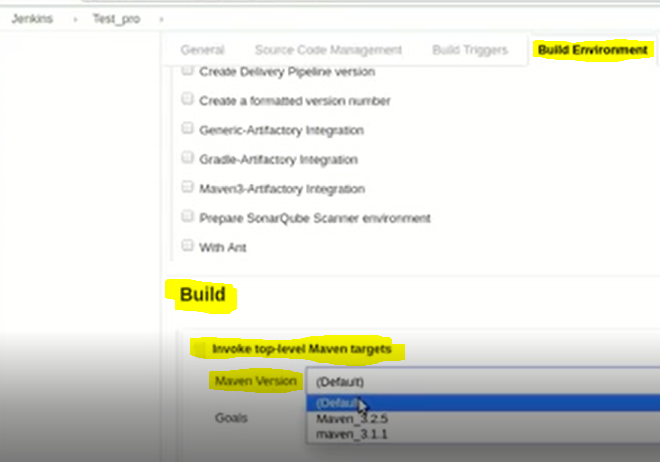 Jenkins › Test_pro ›
General Source Code Management Build Triggers Build Environment
Create Delivery Pipeline version
Create a formatted version number
Generic-Artifactory Integration
Gradle-Artifactory Integration
Maven3-Artifactory Integration
Prepare SonarQube Scanner environment
With Ant
Build
Invoke top-level Maven targets
Maven Version (Default)
(Default)
Goals Maven_3.2.5
maven_3.1.1